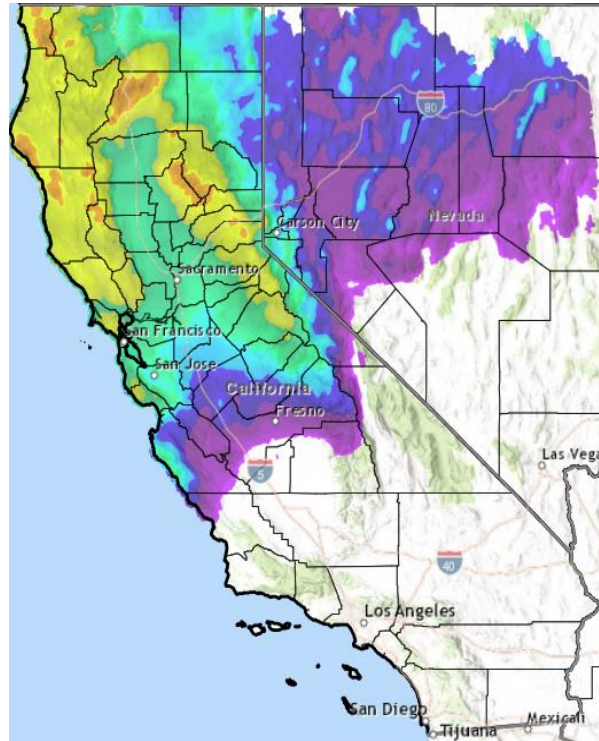 80
Nevada
Carson City
Sacramento
San Francisco
San Jose
California
Fresno
Las Vega
5
40
Los Angeles
San Diego
Tijuana
Mexicali